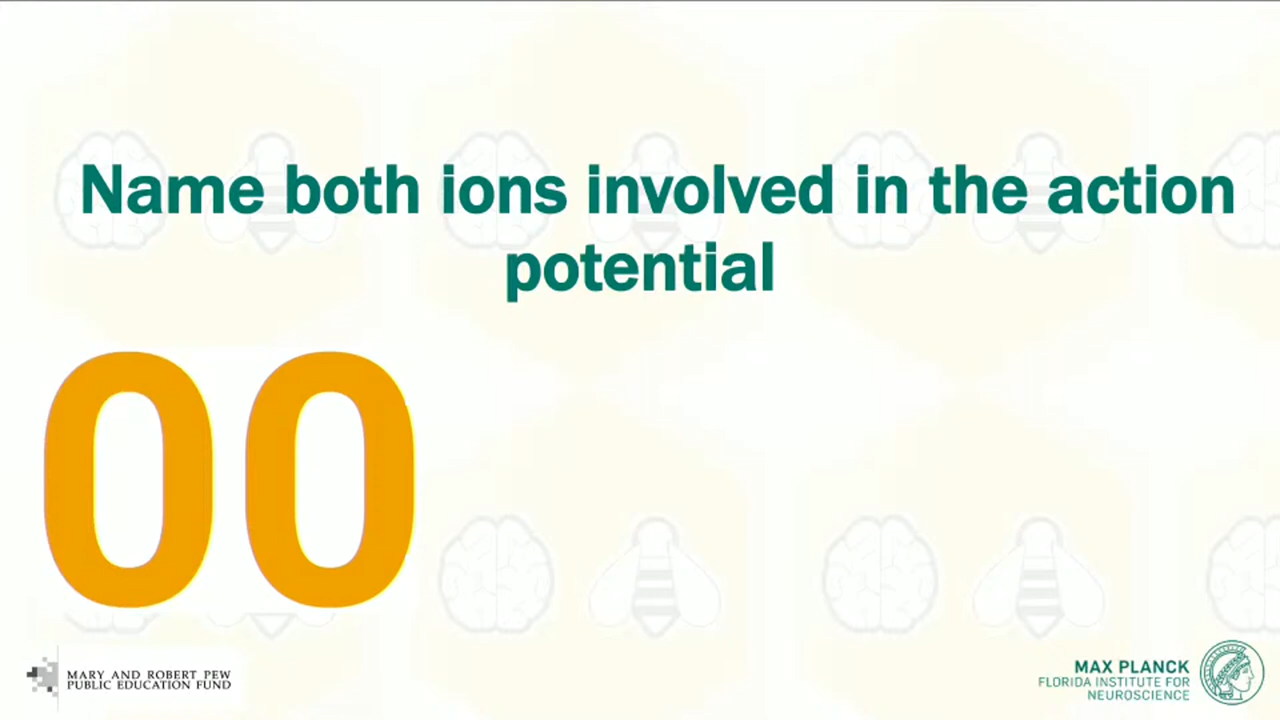 Name both ions involved in the action
potential
00
MARY AND ROBERT PEW
PUBLIC EDUCATION FUND
MAX PLANCK
FLORIDA INSTITUTE FOR
NEUROSCIENCE